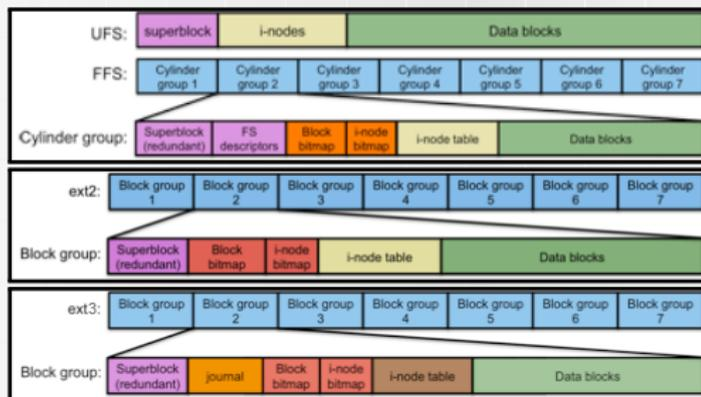 UFS: superblock i-nodes Data blocks
FFS: Cylinder group 1 Cylinder group 2 Cylinder group 3 Cylinder group 4 Cylinder group 5 Cylinder group 6 Cylinder group 7
Cylinder group: Superblock (redundant) FS descriptors Block bitmap i-node bitmap i-node table Data blocks
ext2: Block group 1 Block group 2 Block group 3 Block group 4 Block group 5 Block group 6 Block group 7
Block group: Superblock (redundant) Block bitmap i-node bitmap i-node table Data blocks
ext3: Block group 1 Block group 2 Block group 3 Block group 4 Block group 5 Block group 6 Block group 7
Block group: Superblock (redundant) journal Block bitmap i-node bitmap i-node table Data blocks